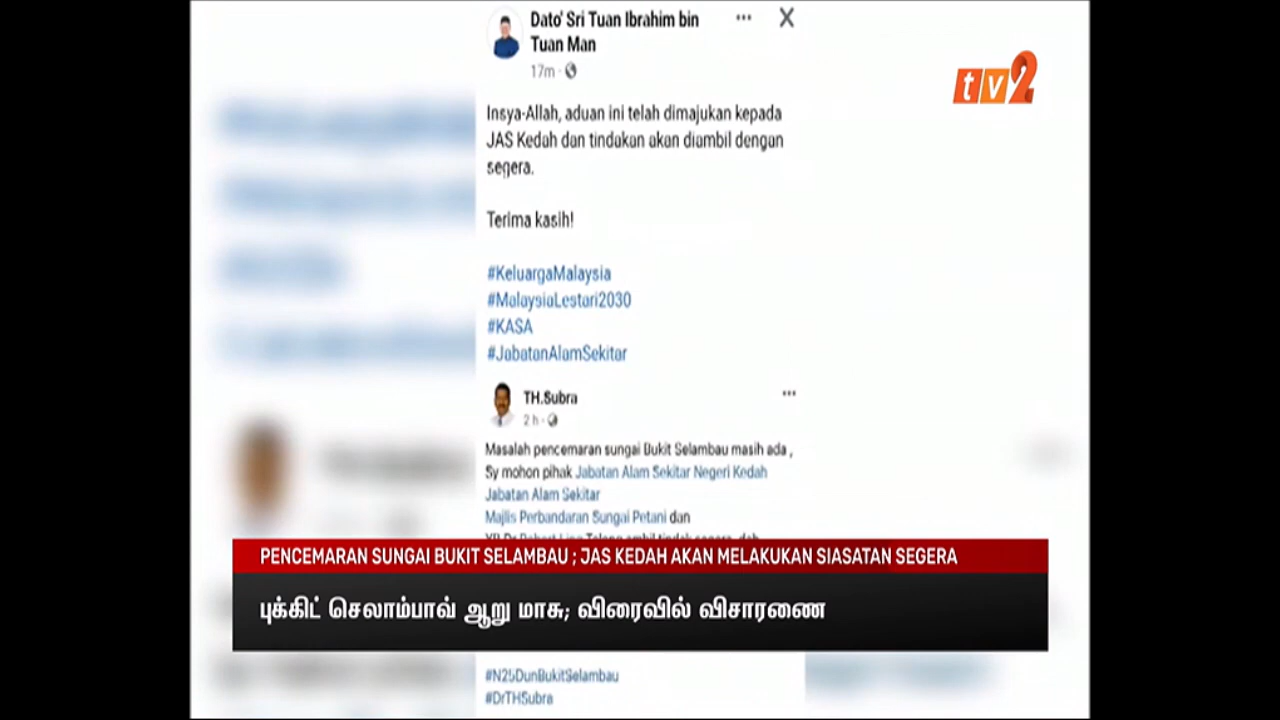 Dato' Sri Tuan Ibrahim bin
Tuan Man
17m
tv2
Insya-Allah, aduan ini telah dimajukan kepada
JAS Kedah dan tindakan akan diambil dengan
segera.
Terima kasih!
#KeluargaMalaysia
#MalaysiaLestari2030
#KASA
#JabatanAlamSekitar
TH.Subra
2 h
Masalah pencemaran sungai Bukit Selambau masih ada ,
Sy mohon pihak Jabatan Alam Sekitar Negeri Kedah
Jabatan Alam Sekitar
Majlis Perbandaran Sungai Petani dan
PENCEMARAN SUNGAI BUKIT SELAMBAU ; JAS KEDAH AKAN MELAKUKAN SIASATAN SEGERA
புக்கிட் செலாம்பாவ் ஆறு மாசு; விரைவில் விசாரணை
#N25DunBukitSelambau
#DrTHSubra